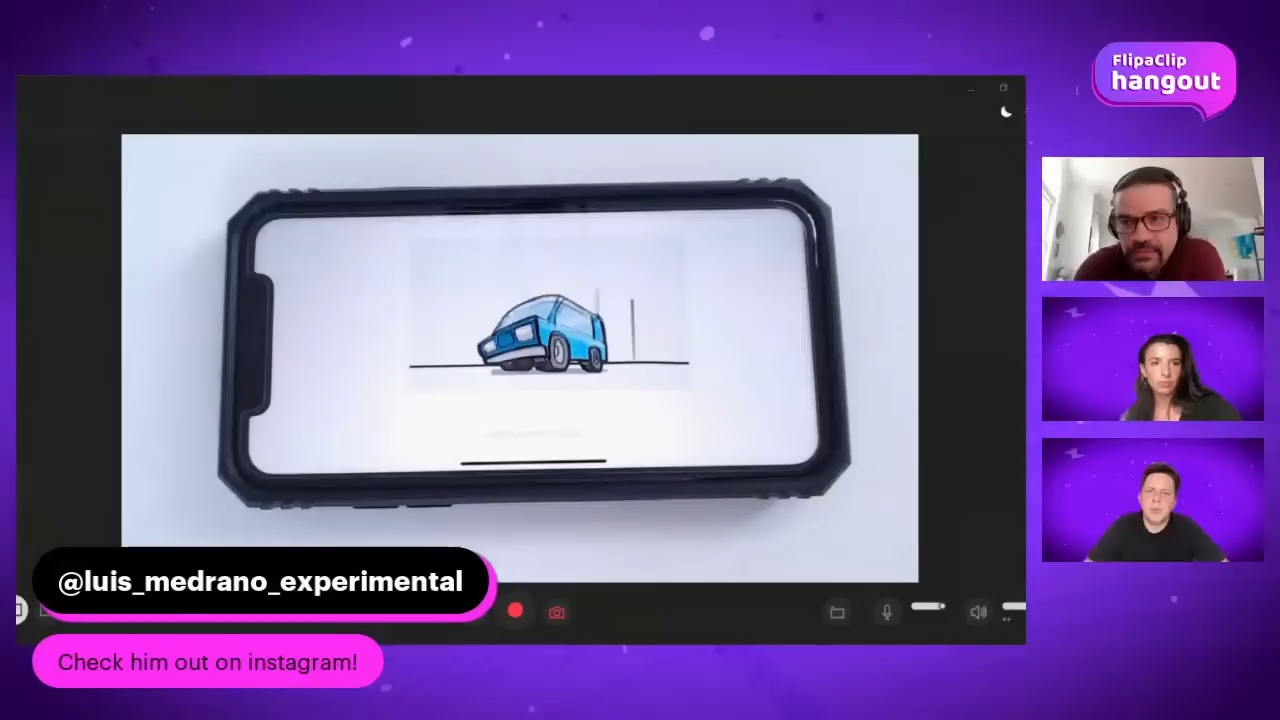 FlipaClip
hangout
@luis_medrano_experimental
Check him out on instagram!